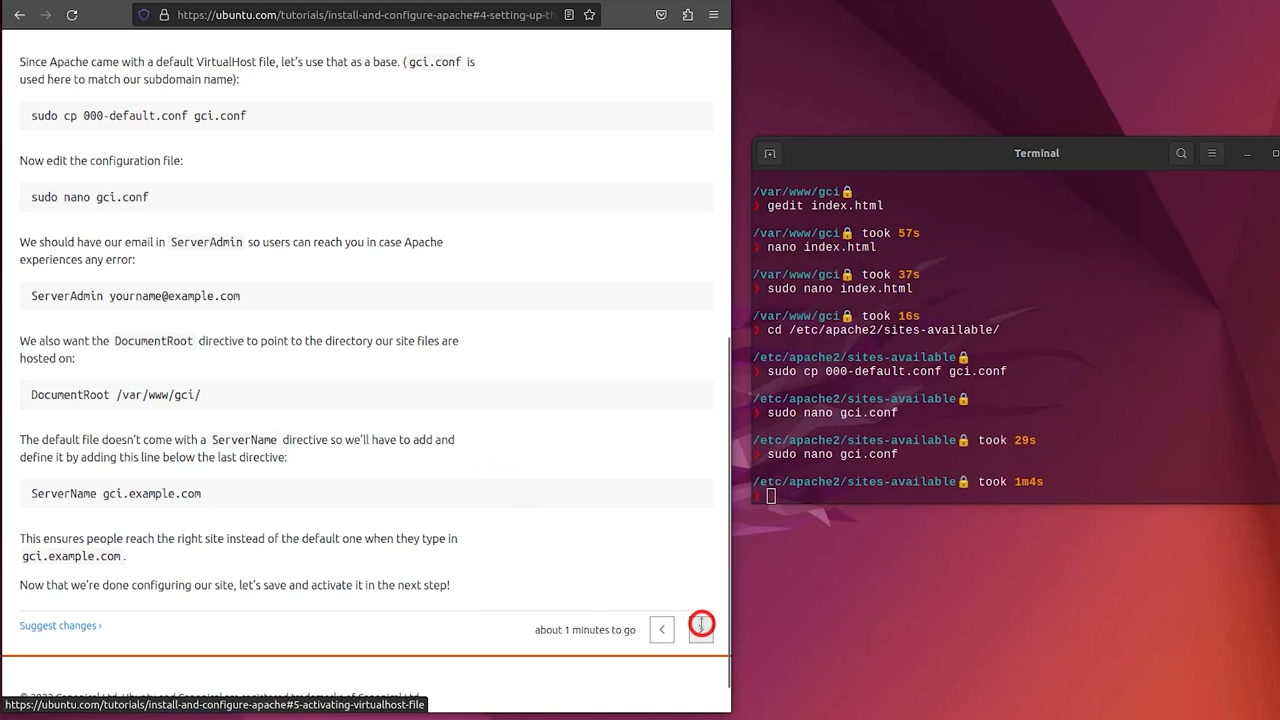 https://ubuntu.com/tutorials/install-and-configure-apache#4-setting-up-th
Since Apache came with a default VirtualHost file, let's use that as a base. ( gci.conf is
used here to match our subdomain name):
sudo cp 000-default.conf gci.conf
Now edit the configuration file:
sudo nano gci.conf
We should have our email in ServerAdmin so users can reach you in case Apache
experiences any error:
ServerAdmin yourname@example.com
We also want the DocumentRoot directive to point to the directory our site files are
hosted on:
DocumentRoot /var/www/gci/
The default file doesn't come with a ServerName directive so we'll have to add and
define it by adding this line below the last directive:
ServerName gci.example.com
This ensures people reach the right site instead of the default one when they type in
gci.example.com .
Now that we're done configuring our site, let's save and activate it in the next step!
Suggest changes ›
about 1 minutes to go
https://ubuntu.com/tutorials/install-and-configure-apache#5-activating-virtualhost-file
Terminal
/var/www/gci
❯ gedit index.html
/var/www/gci took 57s
❯ nano index.html
/var/www/gci took 37s
❯ sudo nano index.html
/var/www/gci took 16s
❯ cd /etc/apache2/sites-available/
/etc/apache2/sites-available
❯ sudo cp 000-default.conf gci.conf
/etc/apache2/sites-available
❯ sudo nano gci.conf
/etc/apache2/sites-available took 29s
❯ sudo nano gci.conf
/etc/apache2/sites-available took 1m4s
❯